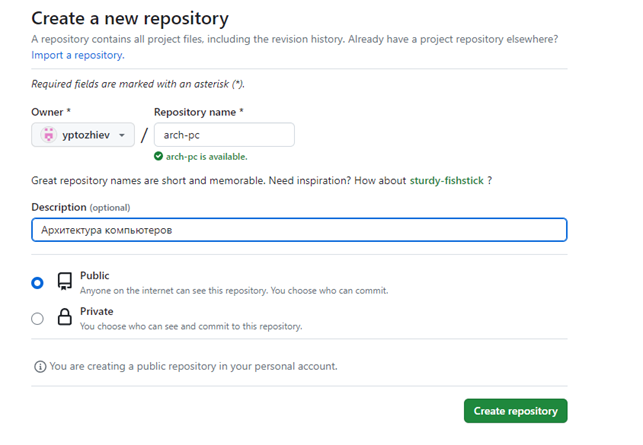 Create a new repository
A repository contains all project files, including the revision history. Already have a project repository elsewhere?
Import a repository.
Required fields are marked with an asterisk (*).
Owner * Repository name *
yptozhiev / arch-pc
arch-pc is available.
Great repository names are short and memorable. Need inspiration? How about sturdy-fishstick ?
Description (optional)
Архитектура компьютеров
Public
Anyone on the internet can see this repository. You choose who can commit.
Private
You choose who can see and commit to this repository.
You are creating a public repository in your personal account.
Create repository